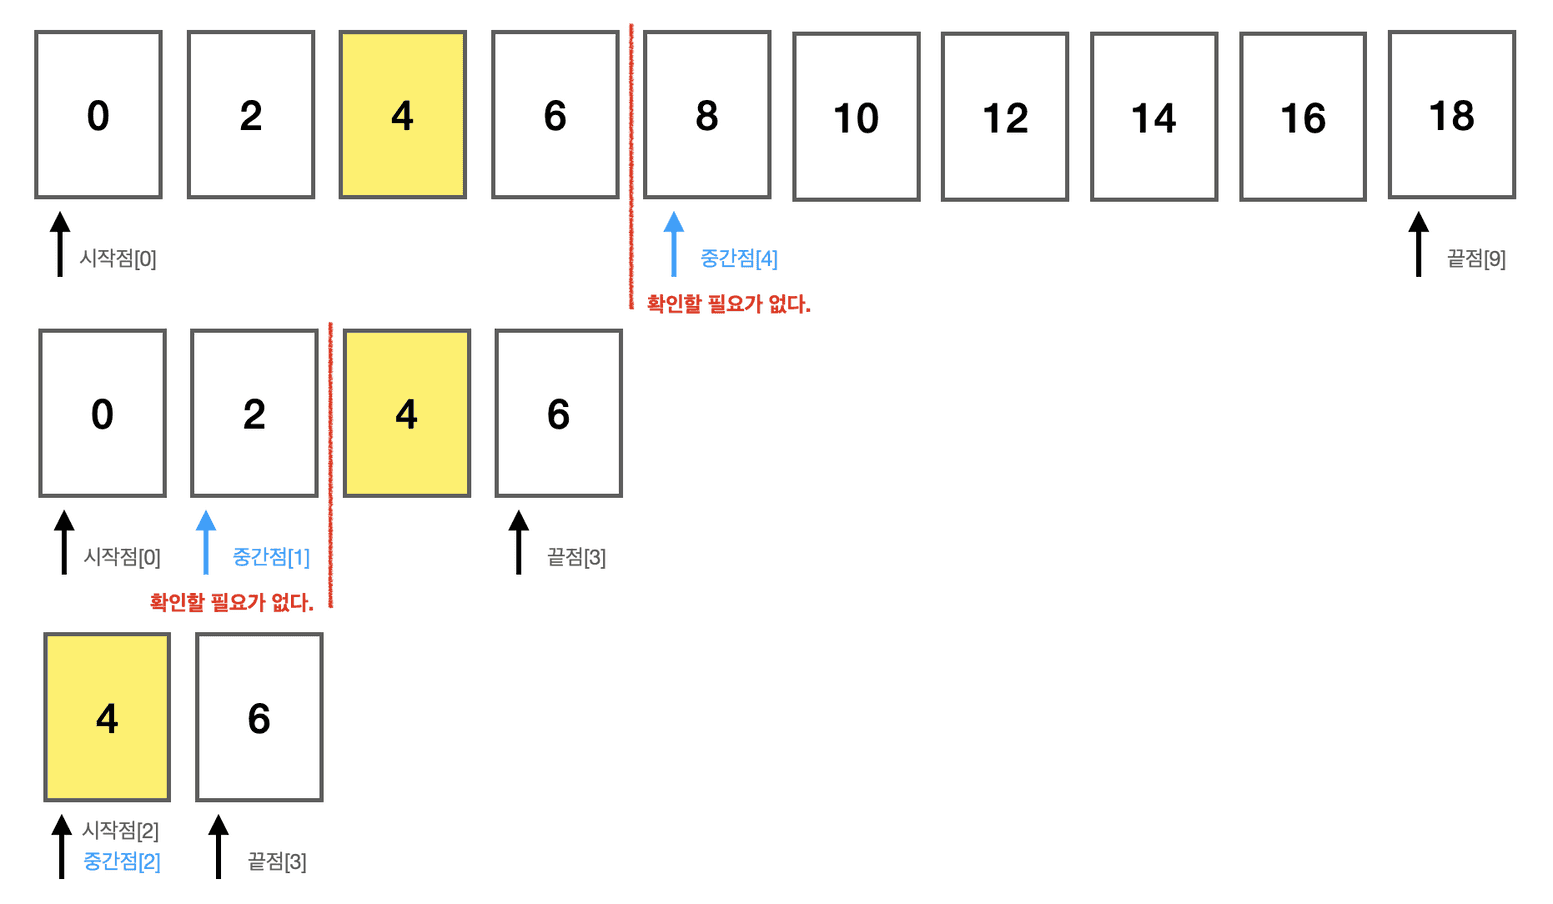 0 2 4 6 8 10 12 14 16 18
시작점[0] 중간점[4] 끝점[9]
확인할 필요가 없다.
0 2 4 6
시작점[0] 중간점[1] 끝점[3]
확인할 필요가 없다.
4 6
시작점[2]
중간점[2] 끝점[3]